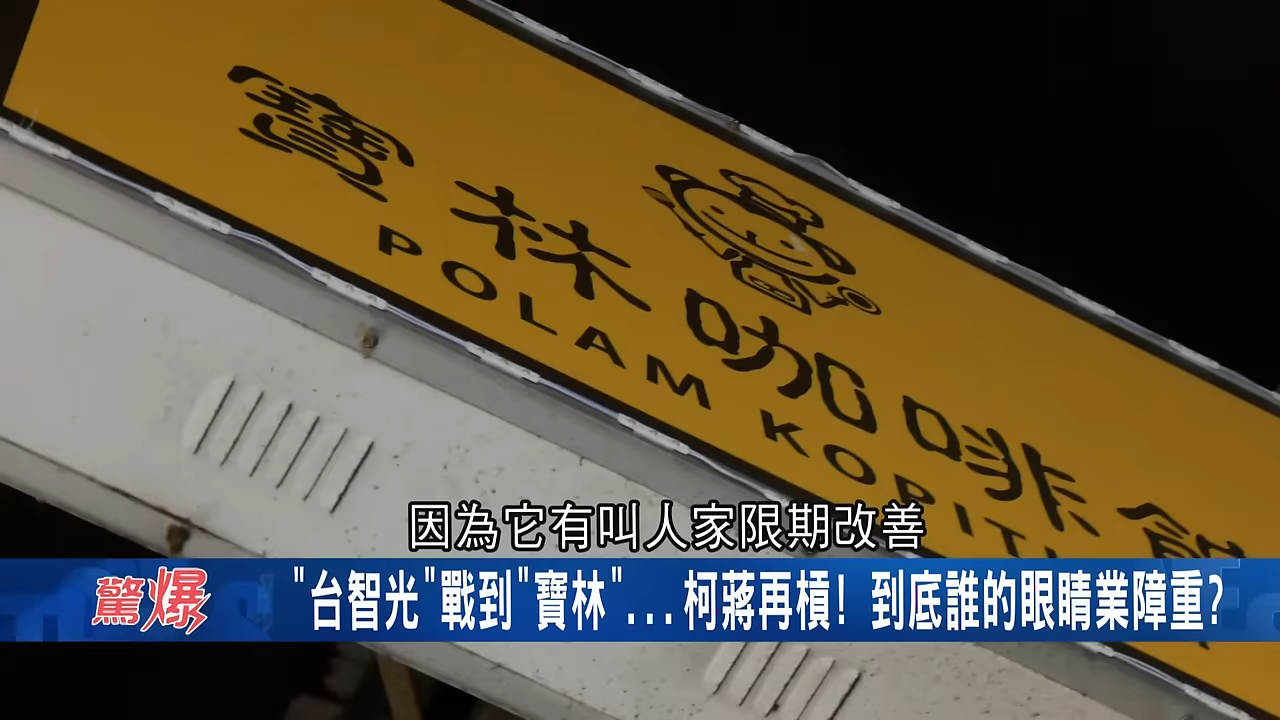 寶林咖啡館
POLAM KOPITI
因為它有叫人家限期改善
驚爆
"台智光"戰到"寶林"...柯蔣再槓! 到底誰的眼睛業障重?